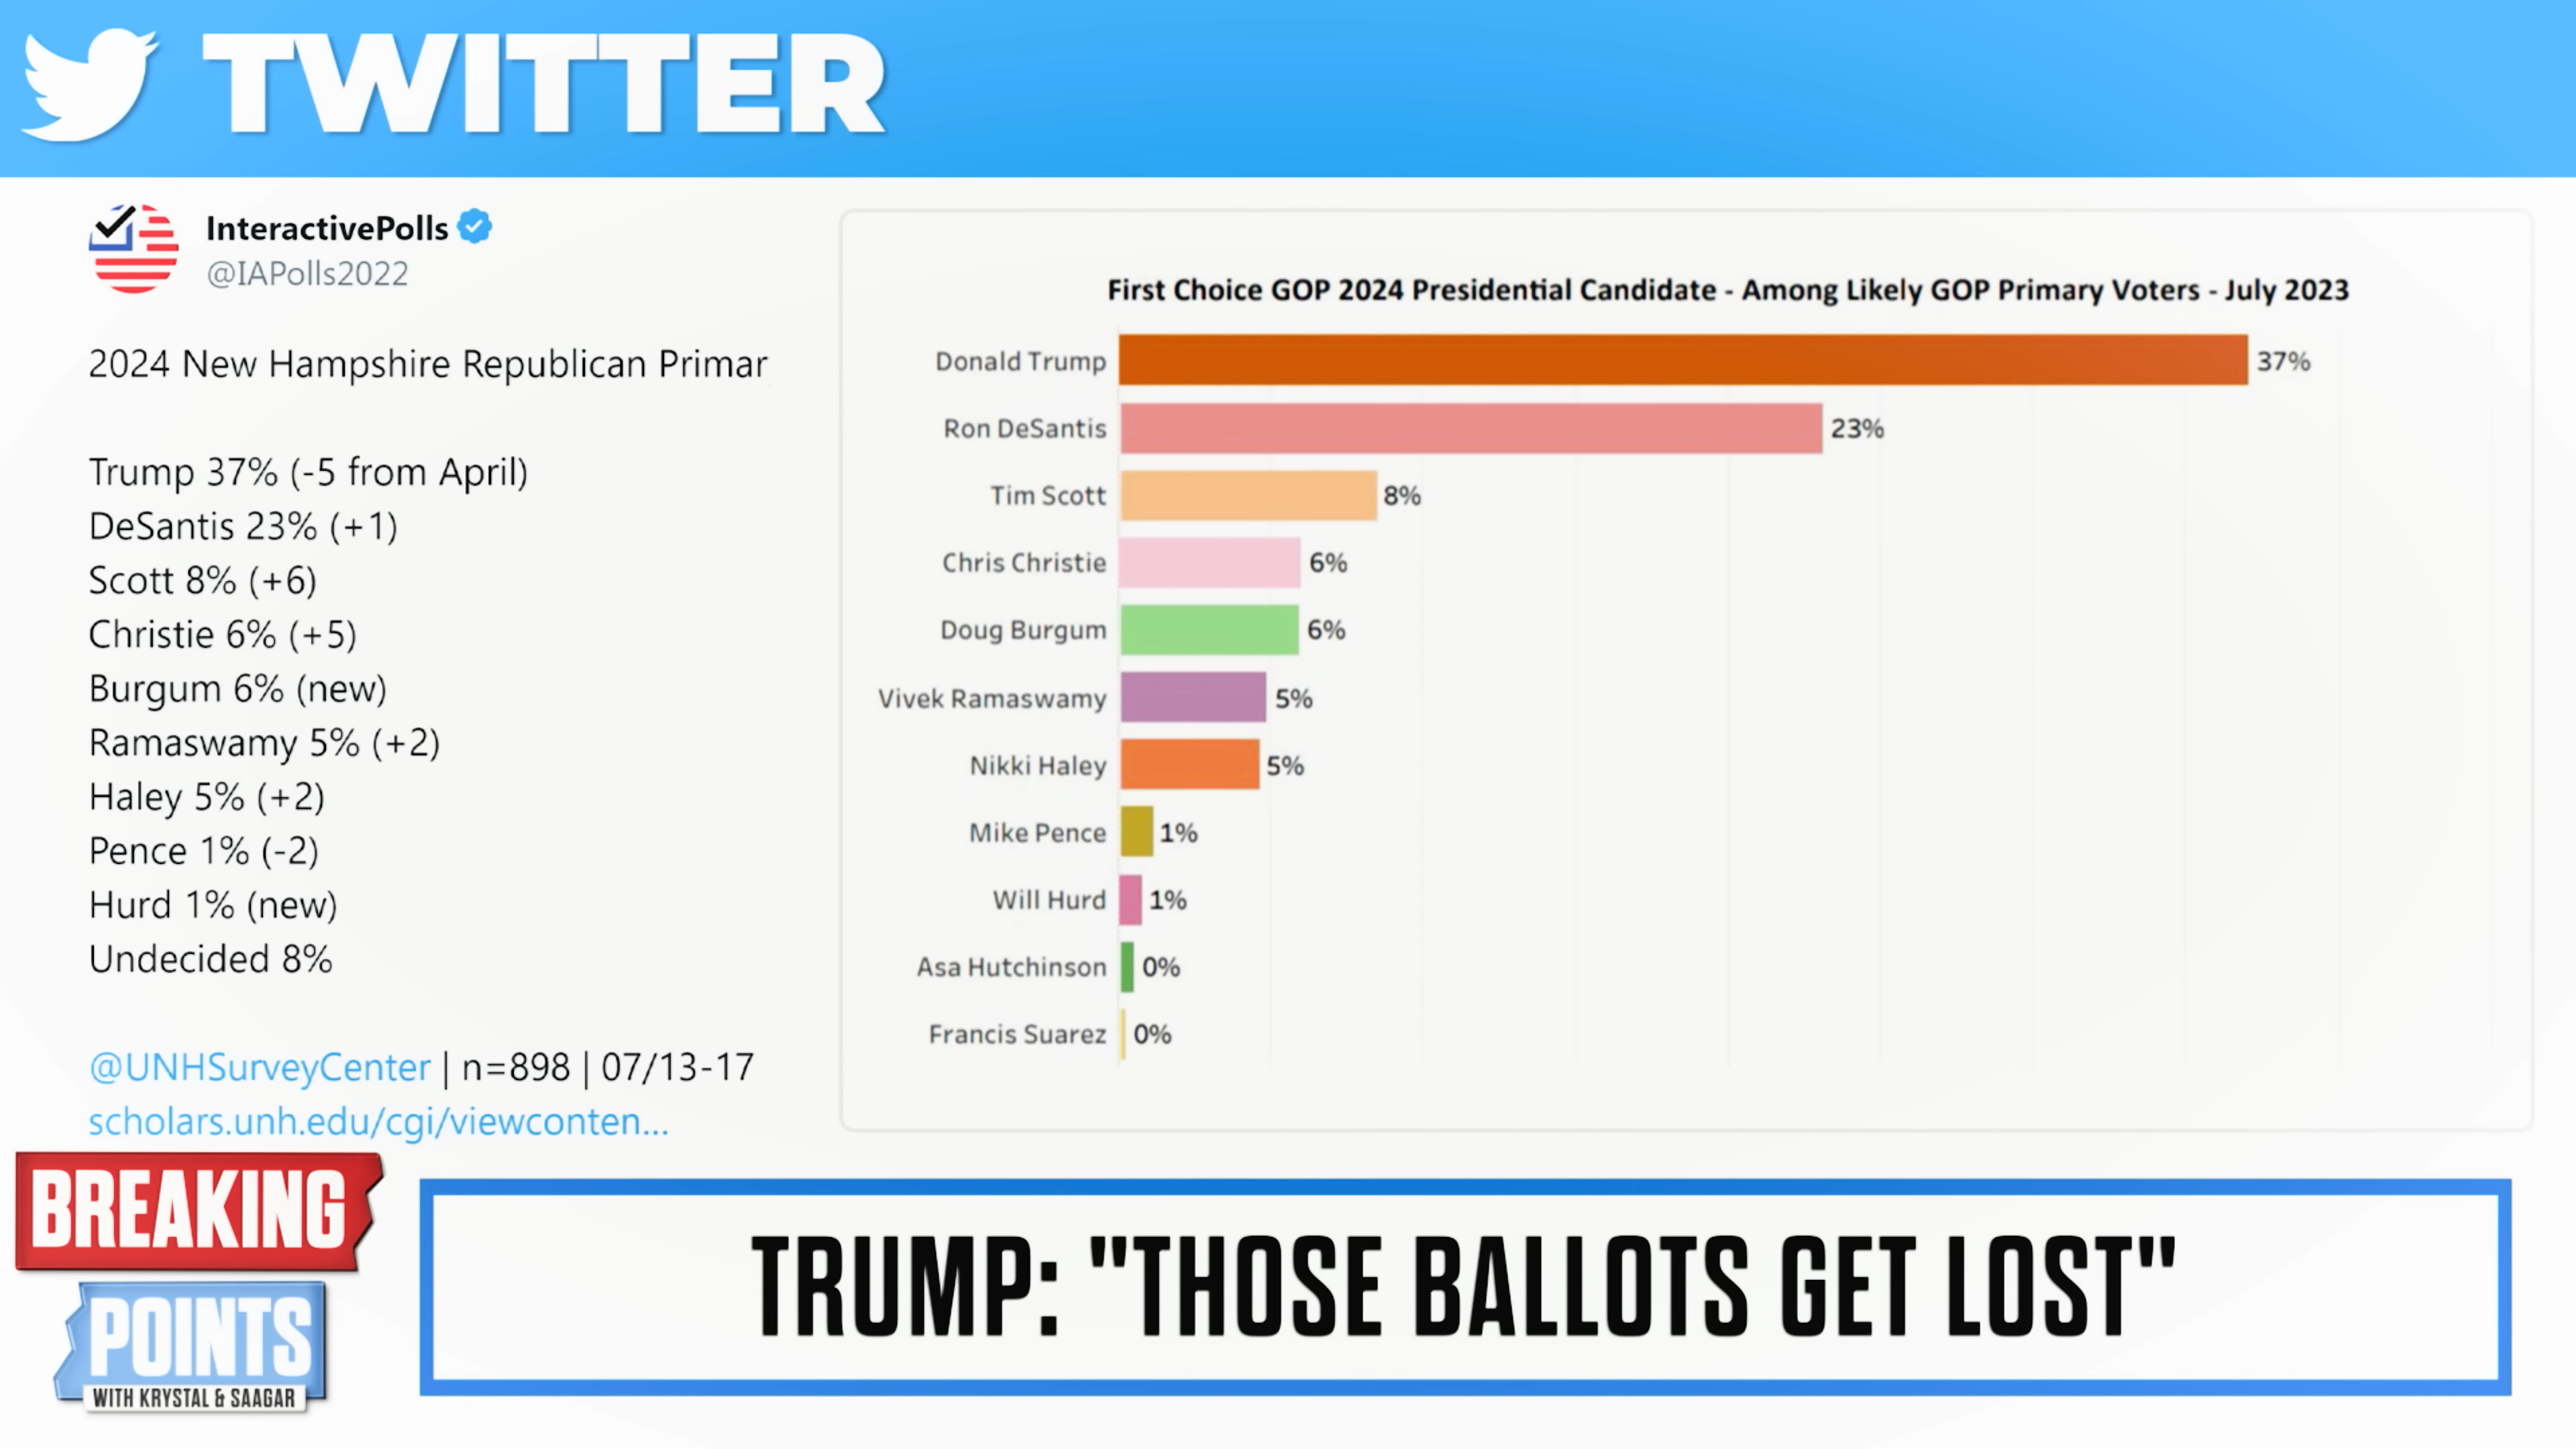 TWITTER
InteractivePolls
@IAPolls2022
2024 New Hampshire Republican Primar
Trump 37% (-5 from April)
DeSantis 23% (+1)
Scott 8% (+6)
Christie 6% (+5)
Burgum 6% (new)
Ramaswamy 5% (+2)
Haley 5% (+2)
Pence 1% (-2)
Hurd 1% (new)
Undecided 8%
@UNHSurveyCenter | n=898 | 07/13-17
scholars.unh.edu/cgi/viewconten...
First Choice GOP 2024 Presidential Candidate - Among Likely GOP Primary Voters - July 2023
Donald Trump 37%
Ron DeSantis 23%
Tim Scott 8%
Chris Christie 6%
Doug Burgum 6%
Vivek Ramaswamy 5%
Nikki Haley 5%
Mike Pence 1%
Will Hurd 1%
Asa Hutchinson 0%
Francis Suarez 0%
BREAKING
POINTS
WITH KRYSTAL & SAAGAR
TRUMP: "THOSE BALLOTS GET LOST"